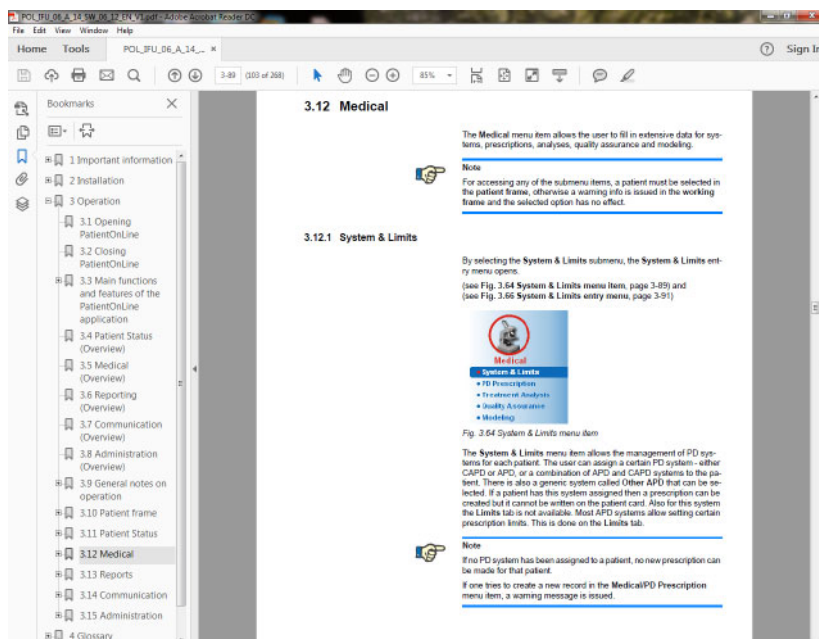 POL_IFU_06_A_14_SW_06_12_EN_V1.pdf - Adobe Acrobat Reader DC
File Edit View Window Help
Home Tools POL_IFU_06_A_14_... ×
Sign In
3-89 (103 of 268) 85%
Bookmarks
1 Important information
2 Installation
3 Operation
3.1 Opening
PatientOnLine
3.2 Closing
PatientOnLine
3.3 Main functions
and features of the
PatientOnLine
application
3.4 Patient Status
(Overview)
3.5 Medical
(Overview)
3.6 Reporting
(Overview)
3.7 Communication
(Overview)
3.8 Administration
(Overview)
3.9 General notes on
operation
3.10 Patient frame
3.11 Patient Status
3.12 Medical
3.13 Reports
3.14 Communication
3.15 Administration
4 Glossary
3.12 Medical
The Medical menu item allows the user to fill in extensive data for sys-
tems, prescriptions, analyses, quality assurance and modeling.
Note
For accessing any of the submenu items, a patient must be selected in
the patient frame, otherwise a warning info is issued in the working
frame and the selected option has no effect.
3.12.1 System & Limits
By selecting the System & Limits submenu, the System & Limits ent-
ry menu opens.
(see Fig. 3.64 System & Limits menu item, page 3-89) and
(see Fig. 3.66 System & Limits entry menu, page 3-91)
Medical
• System & Limits
• PD Prescription
• Treatment Analysis
• Quality Assurance
• Modeling
Fig. 3.64 System & Limits menu item
The System & Limits menu item allows the management of PD sys-
tems for each patient. The user can assign a certain PD system - either
CAPD or APD, or a combination of APD and CAPD systems to the pa-
tient. There is also a generic system called Other APD that can be se-
lected. If a patient has this system assigned then a prescription can be
created but it cannot be written on the patient card. Also for this system
the Limits tab is not available. Most APD systems allow setting certain
prescription limits. This is done on the Limits tab.
Note
If no PD system has been assigned to a patient, no new prescription can
be made for that patient.
If one tries to create a new record in the Medical/PD Prescription
menu item, a warning message is issued.